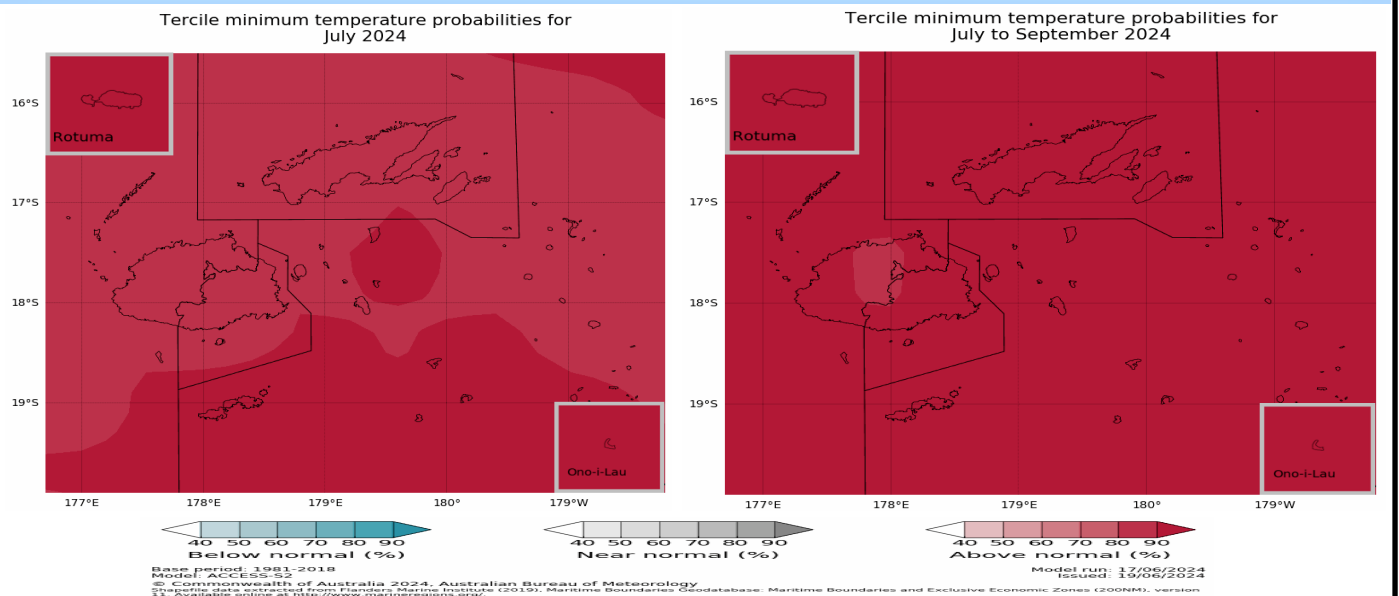 Tercile minimum temperature probabilities for
July 2024
Tercile minimum temperature probabilities for
July to September 2024
Rotuma
16°S
17°S
18°S
19°S
Ono-i-Lau
177°E 178°E 179°E 180° 179°W
Rotuma
16°S
17°S
18°S
19°S
Ono-i-Lau
177°E 178°E 179°E 180° 179°W
40 50 60 70 80 90
Below normal (%)
40 50 60 70 80 90
Near normal (%)
40 50 60 70 80 90
Above normal (%)
Base period: 1981-2018
Model: ACCESS-S2
Model run: 17/06/2024
Issued: 19/06/2024
© Commonwealth of Australia 2024, Australian Bureau of Meteorology
Shapefile data extracted from Flanders Marine Institute (2019), Maritime Boundaries Geodatabase: Maritime Boundaries and Exclusive Economic Zones (200NM), version
11. Available online at http://www.marineregions.org/.